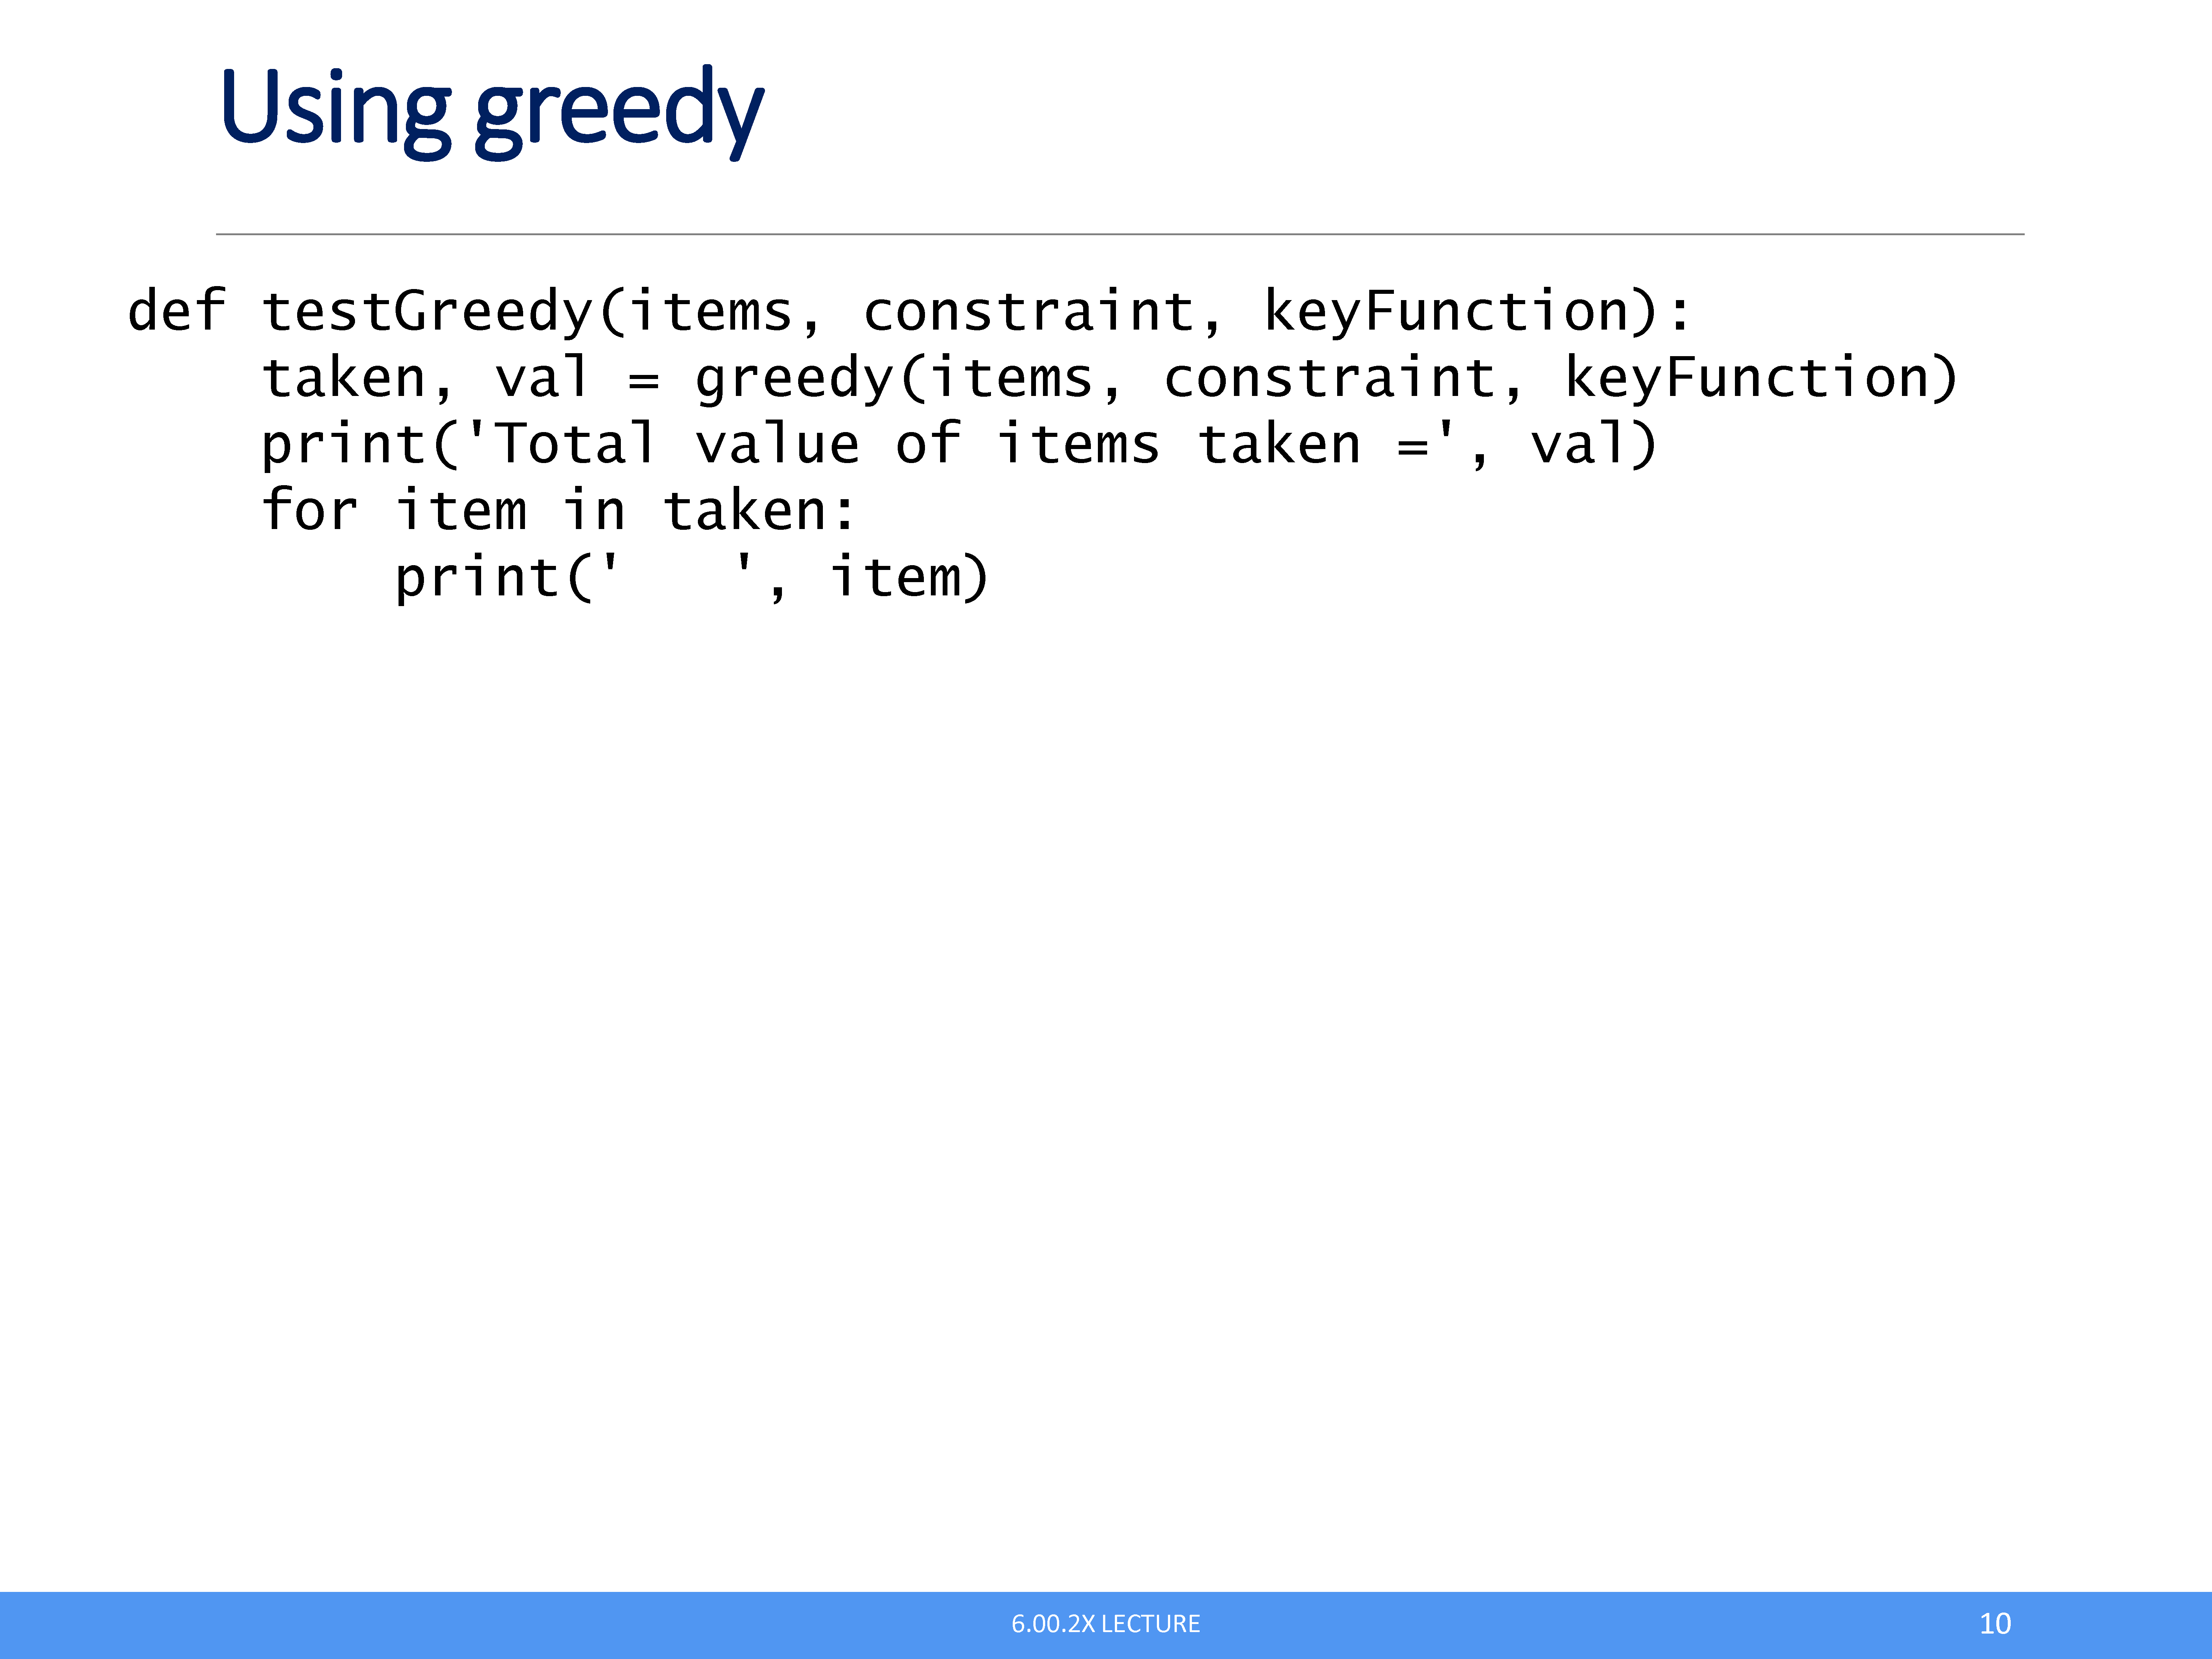 Using greedy
def testGreedy(items, constraint, keyFunction):
    taken, val = greedy(items, constraint, keyFunction)
    print('Total value of items taken =', val)
    for item in taken:
        print('   ', item)
6.00.2X LECTURE
10